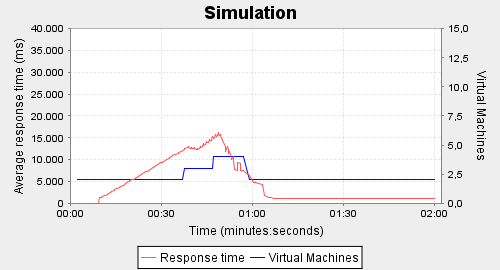 Simulation
Average response time (ms)
40.000
35.000
30.000
25.000
20.000
15.000
10.000
5.000
0
15,0
12,5
10,0
7,5
5,0
2,5
0,0
Virtual Machines
00:00 00:30 01:00 01:30 02:00
Time (minutes:seconds)
Response time Virtual Machines